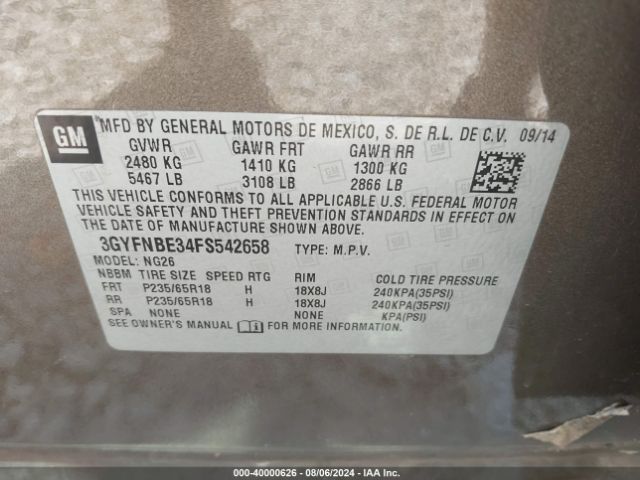 GM
MFD BY GENERAL MOTORS DE MEXICO, S. DE R.L. DE C.V. 09/14
GVWR GAWR FRT GAWR RR
2480 KG 1410 KG 1300 KG
5467 LB 3108 LB 2866 LB
THIS VEHICLE CONFORMS TO ALL APPLICABLE U.S. FEDERAL MOTOR
VEHICLE SAFETY AND THEFT PREVENTION STANDARDS IN EFFECT ON
THE DATE OF MANUFACTURE SHOWN ABOVE.
3GYFNBE34FS542658 TYPE: M.P.V.
MODEL: NG26
NBBM TIRE SIZE SPEED RTG RIM COLD TIRE PRESSURE
FRT P235/65R18 H 18X8J 240KPA(35PSI)
RR P235/65R18 H 18X8J 240KPA(35PSI)
SPA NONE NONE KPA(PSI)
SEE OWNER'S MANUAL FOR MORE INFORMATION.
000-40000626 - 08/06/2024 - IAA Inc.